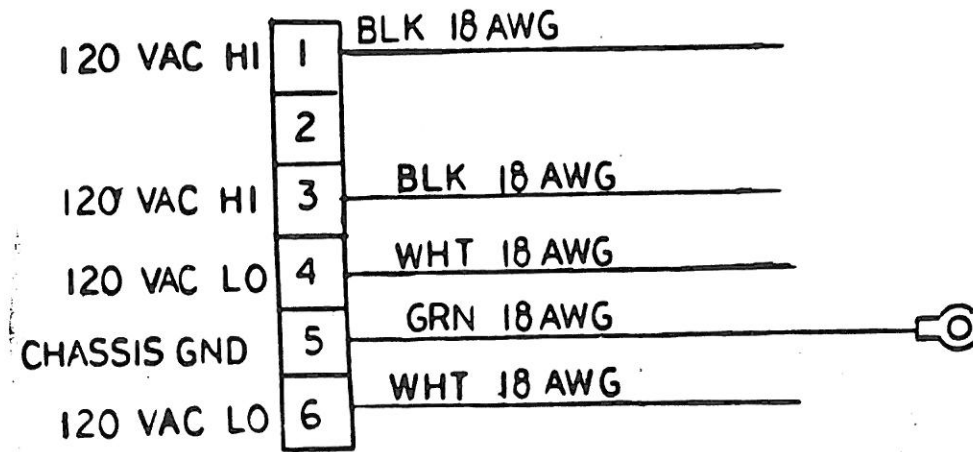 120 VAC HI 1 BLK 18 AWG
2
120 VAC HI 3 BLK 18 AWG
120 VAC LO 4 WHT 18 AWG
CHASSIS GND 5 GRN 18 AWG
120 VAC LO 6 WHT 18 AWG